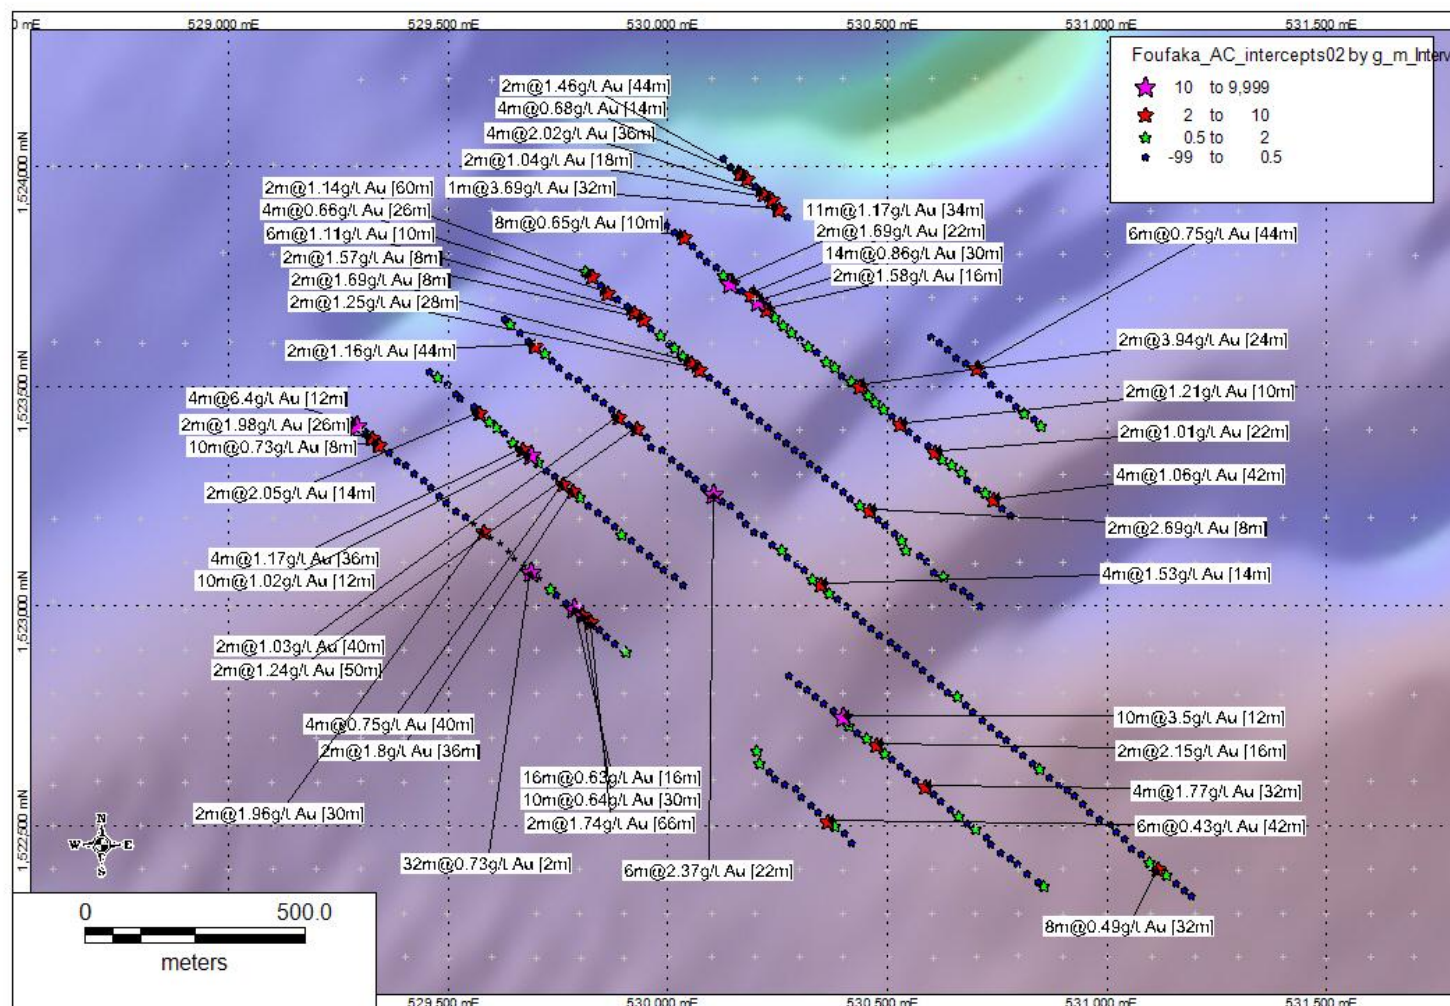 0 mE
529,000 mE
529,500 mE
530,000 mE
530,500 mE
531,000 mE
531,500 mE
Foufaka_AC_intercepts02 by g_m_Interv
10 to 9,999
2 to 10
0.5 to 2
-99 to 0.5
2m@1.46g/t Au [44m]
4m@0.68g/t Au [14m]
4m@2.02g/t Au [36m]
2m@1.04g/t Au [18m]
1m@3.69g/t Au [32m]
2m@1.14g/t Au [60m]
4m@0.66g/t Au [26m]
8m@0.65g/t Au [10m]
6m@1.11g/t Au [10m]
2m@1.57g/t Au [8m]
2m@1.69g/t Au [8m]
2m@1.25g/t Au [28m]
11m@1.17g/t Au [34m]
2m@1.69g/t Au [22m]
14m@0.86g/t Au [30m]
2m@1.58g/t Au [16m]
6m@0.75g/t Au [44m]
2m@1.16g/t Au [44m]
2m@3.94g/t Au [24m]
4m@6.4g/t Au [12m]
2m@1.98g/t Au [26m]
10m@0.73g/t Au [8m]
2m@1.21g/t Au [10m]
2m@1.01g/t Au [22m]
2m@2.05g/t Au [14m]
4m@1.06g/t Au [42m]
2m@2.69g/t Au [8m]
4m@1.17g/t Au [36m]
10m@1.02g/t Au [12m]
4m@1.53g/t Au [14m]
2m@1.03g/t Au [40m]
2m@1.24g/t Au [50m]
4m@0.75g/t Au [40m]
2m@1.8g/t Au [36m]
10m@3.5g/t Au [12m]
2m@2.15g/t Au [16m]
16m@0.63g/t Au [16m]
10m@0.64g/t Au [30m]
2m@1.74g/t Au [66m]
4m@1.77g/t Au [32m]
6m@0.43g/t Au [42m]
2m@1.96g/t Au [30m]
32m@0.73g/t Au [2m]
6m@2.37g/t Au [22m]
8m@0.49g/t Au [32m]
1,524,000 mN
1,523,500 mN
1,523,000 mN
1,522,500 mN
N
W E
S
0 500.0
meters
529,500 mE
530,000 mE
530,500 mE
531,000 mE
531,500 mE